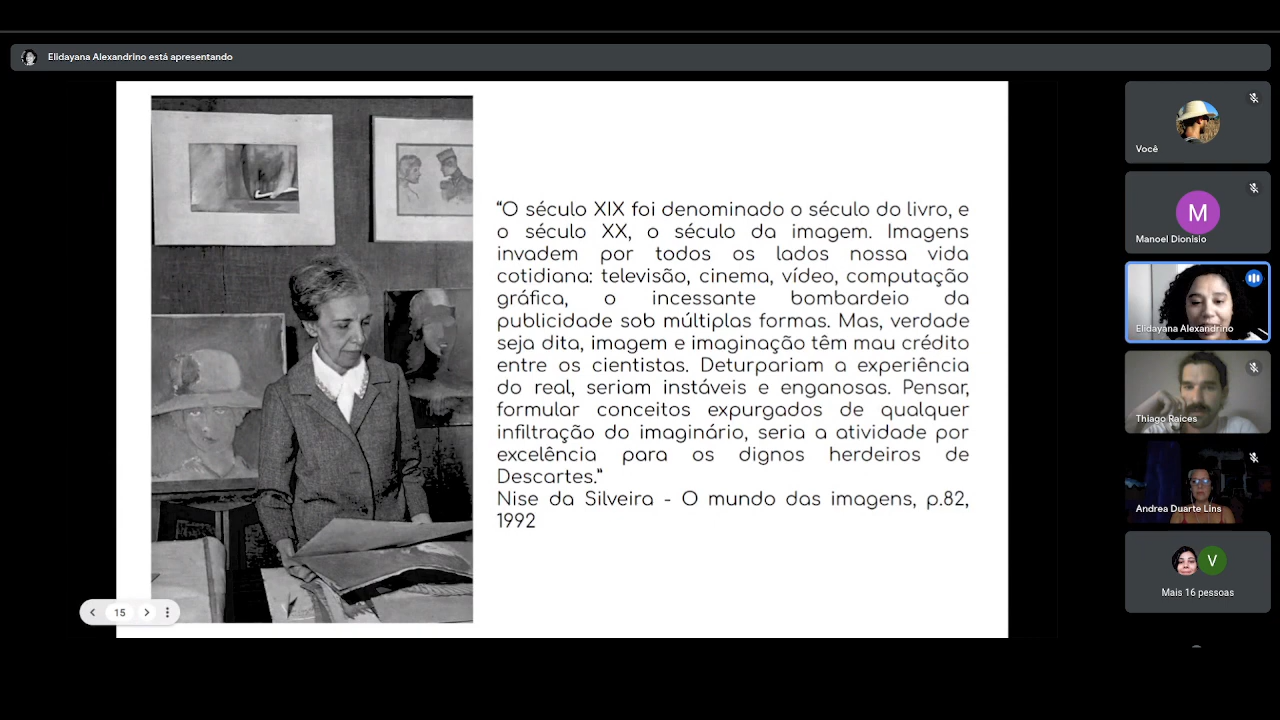 Elidayana Alexandrino está apresentando
“O século XIX foi denominado o século do livro, e
o século XX, o século da imagem. Imagens
invadem por todos os lados nossa vida
cotidiana: televisão, cinema, vídeo, computação
gráfica, o incessante bombardeio da
publicidade sob múltiplas formas. Mas, verdade
seja dita, imagem e imaginação têm mau crédito
entre os cientistas. Deturpariam a experiência
do real, seriam instáveis e enganosas. Pensar,
formular conceitos expurgados de qualquer
infiltração do imaginário, seria a atividade por
excelência para os dignos herdeiros de
Descartes.”
Nise da Silveira - O mundo das imagens, p.82,
1992
15
Você
M
Manoel Dionisio
Elidayana Alexandrino
Thiago Raices
Andrea Duarte Lins
V
Mais 16 pessoas